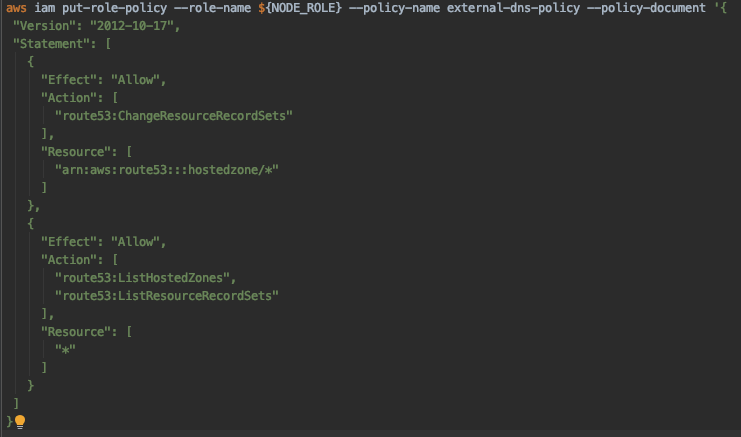 aws iam put-role-policy --role-name ${NODE_ROLE} --policy-name external-dns-policy --policy-document '{
"Version": "2012-10-17",
"Statement": [
{
"Effect": "Allow",
"Action": [
"route53:ChangeResourceRecordSets"
],
"Resource": [
"arn:aws:route53:::hostedzone/*"
]
},
{
"Effect": "Allow",
"Action": [
"route53:ListHostedZones",
"route53:ListResourceRecordSets"
],
"Resource": [
"*"
]
}
]
}